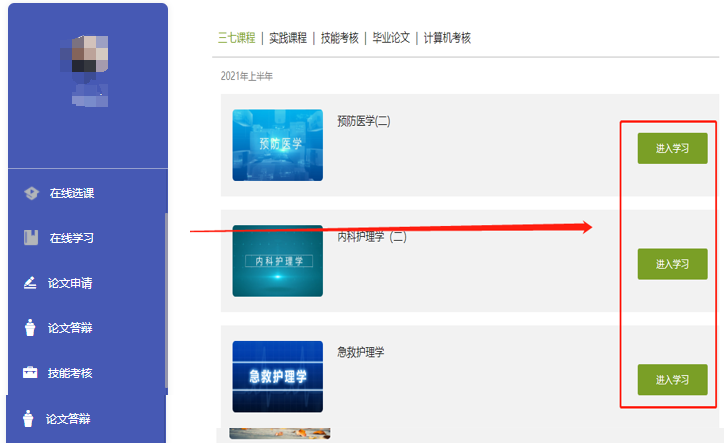 在线选课
在线学习
论文申请
论文答辩
技能考核
论文答辩
三七课程 | 实践课程 | 技能考核 | 毕业论文 | 计算机考核
2021年上半年
预防医学
预防医学(二)
进入学习
内科护理学
内科护理学（二）
进入学习
急救护理学
急救护理学
进入学习